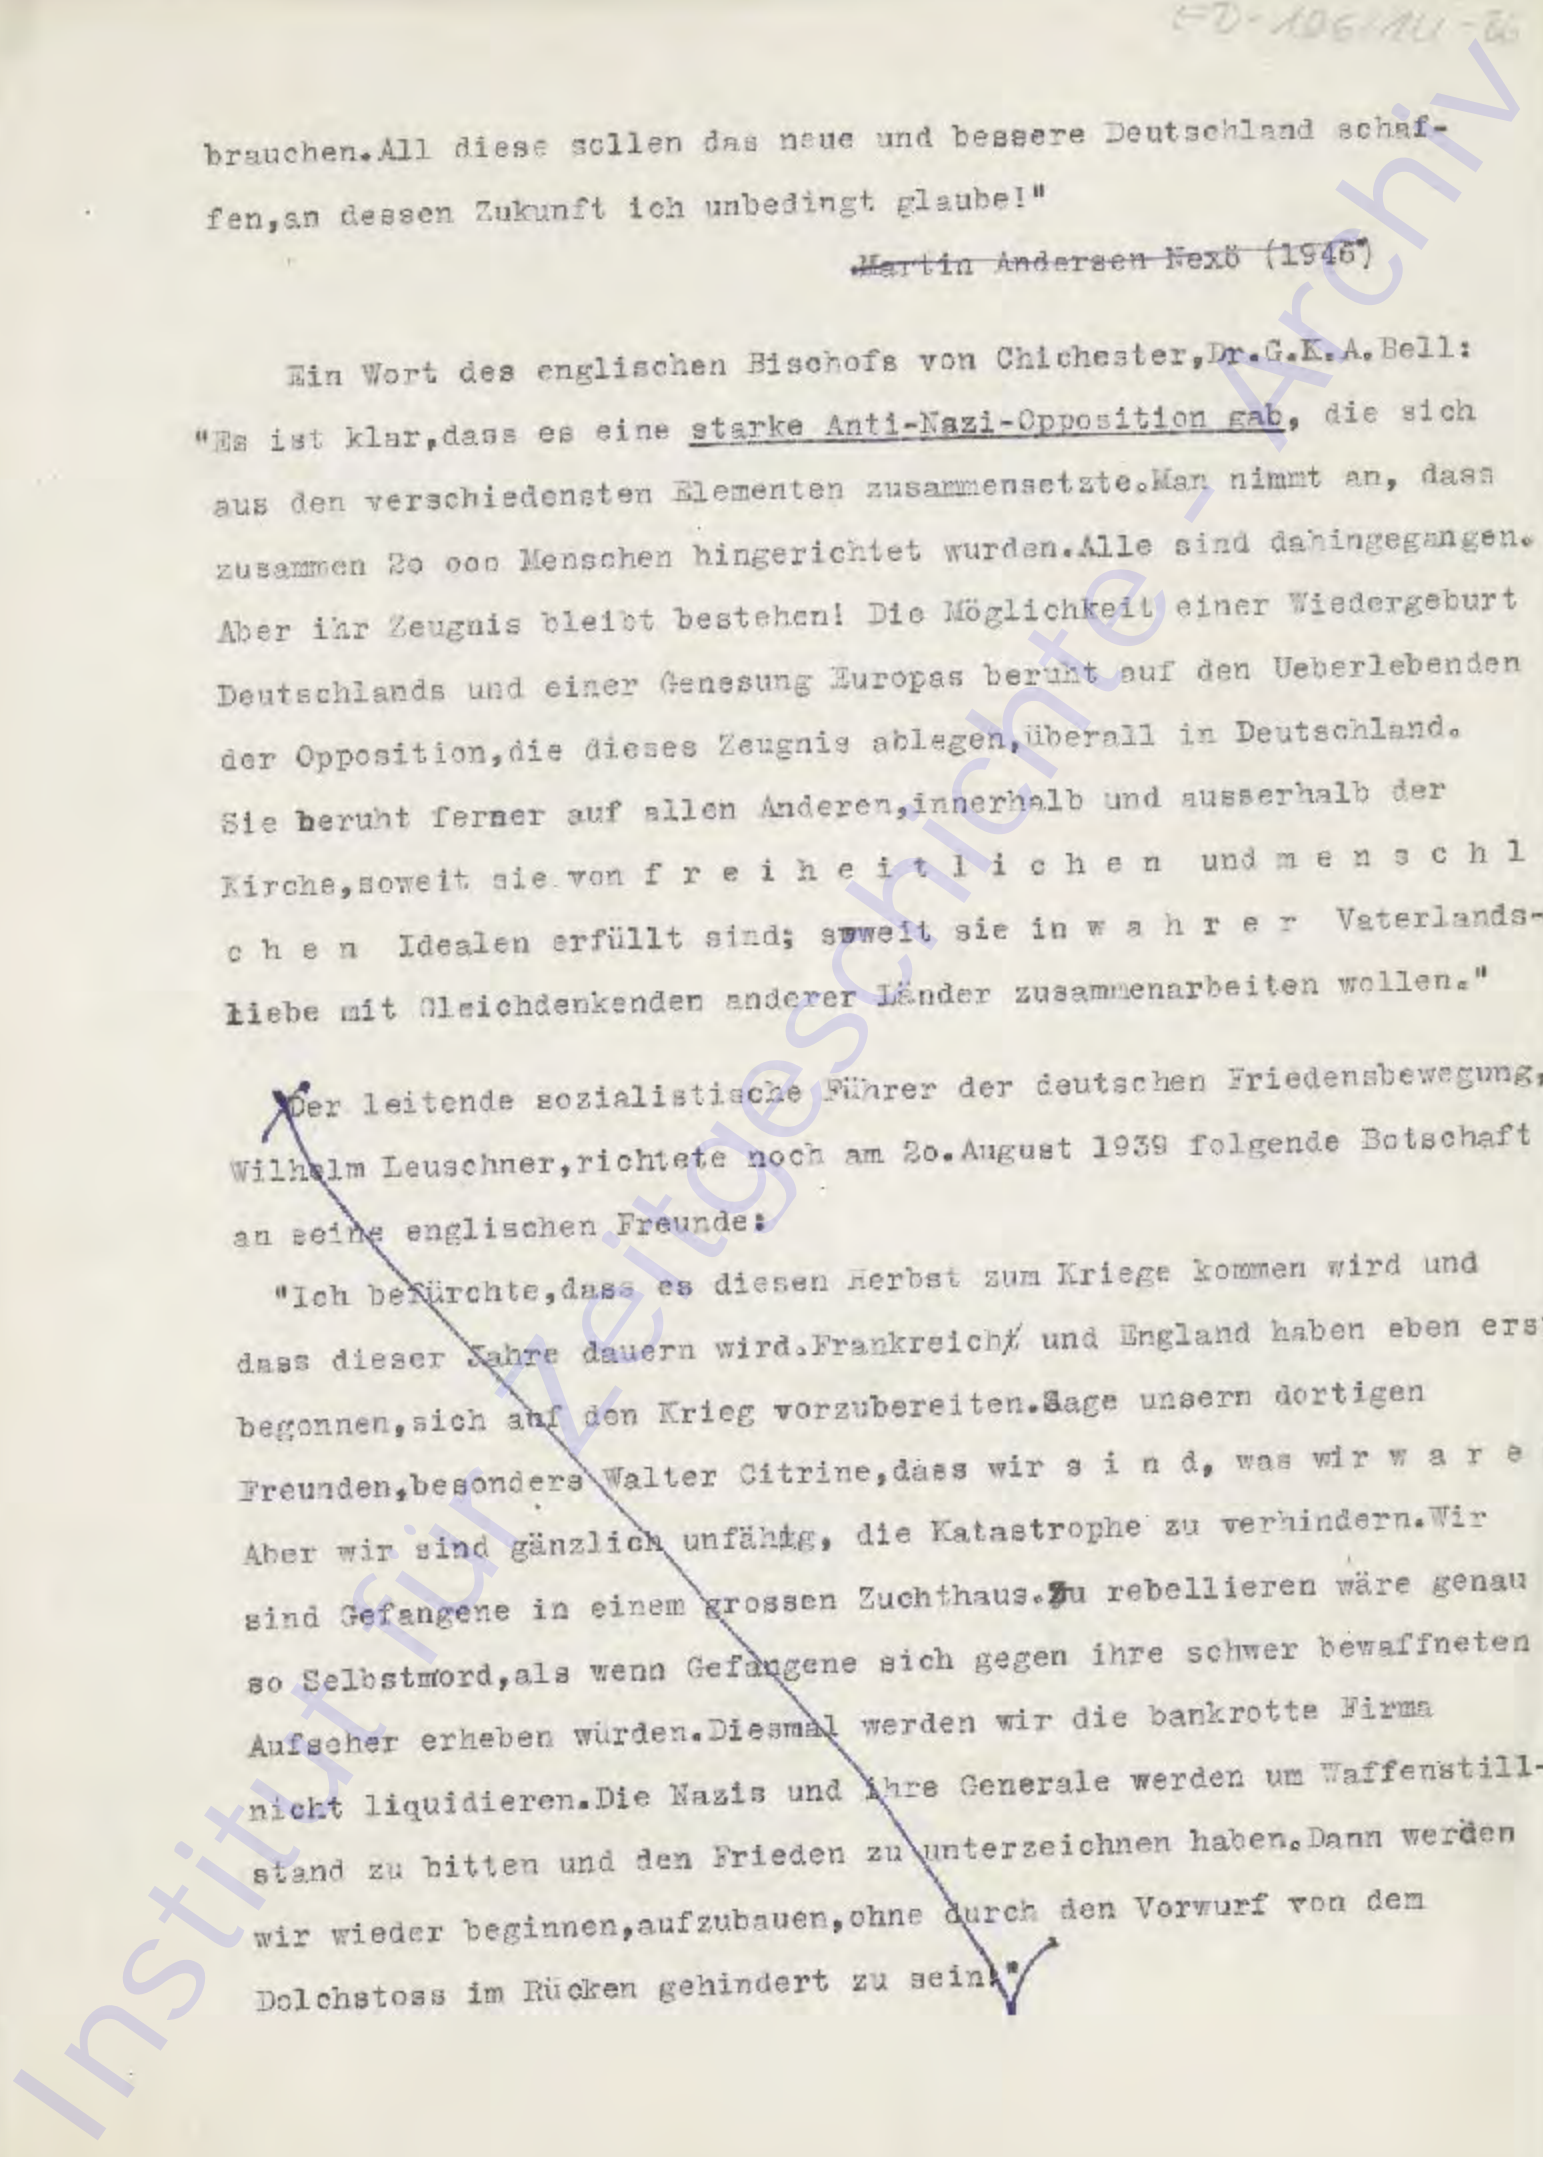 ED-106/14-26
brauchen.All diese sollen das neue und bessere Deutschland schaf-
fen,an dessen Zukunft ich unbedingt glaube!"
Martin Andersen Nexö (1946)
Ein Wort des englischen Bischofs von Chichester,Dr.G.K.A.Bell:
"Es ist klar,dass es eine starke Anti-Nazi-Opposition gab, die sich
aus den verschiedensten Elementen zusammensetzte.Man nimmt an, dass
zusammen 2o ooo Menschen hingerichtet wurden.Alle sind dahingegangen.
Aber ihr Zeugnis bleibt bestehen! Die Möglichkeit einer Wiedergeburt
Deutschlands und einer Genesung Europas beruht auf den Ueberlebenden
der Opposition,die dieses Zeugnis ablegen,überall in Deutschland.
Sie beruht ferner auf allen Anderen,innerhalb und ausserhalb der
Kirche,soweit sie von f r e i h e i t l i c h e n und m e n s c h l
c h e n Idealen erfüllt sind; soweit sie in w a h r e r Vaterlands-
liebe mit Gleichdenkenden anderer Länder zusammenarbeiten wollen."
Der leitende sozialistische Führer der deutschen Friedensbewegung,
Wilhelm Leuschner,richtete noch am 2o.August 1939 folgende Botschaft
an seine englischen Freunde:
"Ich befürchte,dass es diesen Herbst zum Kriege kommen wird und
dass dieser Jahre dauern wird.Frankreich und England haben eben ers
begonnen,sich auf den Krieg vorzubereiten.Sage unsern dortigen
Freunden,besonders Walter Citrine,dass wir s i n d, was wir w a r e
Aber wir sind gänzlich unfähig, die Katastrophe zu verhindern.Wir
sind Gefangene in einem grossen Zuchthaus.Zu rebellieren wäre genau
so Selbstmord,als wenn Gefangene sich gegen ihre schwer bewaffneten
Aufseher erheben würden.Diesmal werden wir die bankrotte Firma
nicht liquidieren.Die Nazis und ihre Generale werden um Waffenstill-
stand zu bitten und den Frieden zu unterzeichnen haben.Dann werden
wir wieder beginnen,aufzubauen,ohne durch den Vorwurf von dem
Dolchstoss im Rücken gehindert zu sein."
Institut für Zeitgeschichte - Archiv